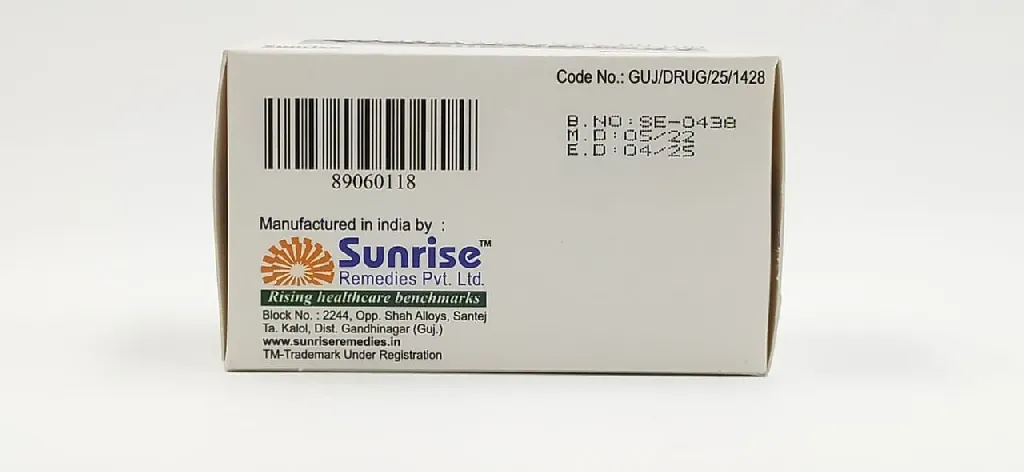 Code No.: GUJ/DRUG/25/1428
B.NO:SE-0438
M.D:05/22
E.D:04/25
89060118
Manufactured in india by :
Sunrise™
Remedies Pvt. Ltd.
Rising healthcare benchmarks
Block No. : 2244, Opp. Shah Alloys, Santej
Ta. Kalol, Dist. Gandhinagar (Guj.)
www.sunriseremedies.in
TM-Trademark Under Registration